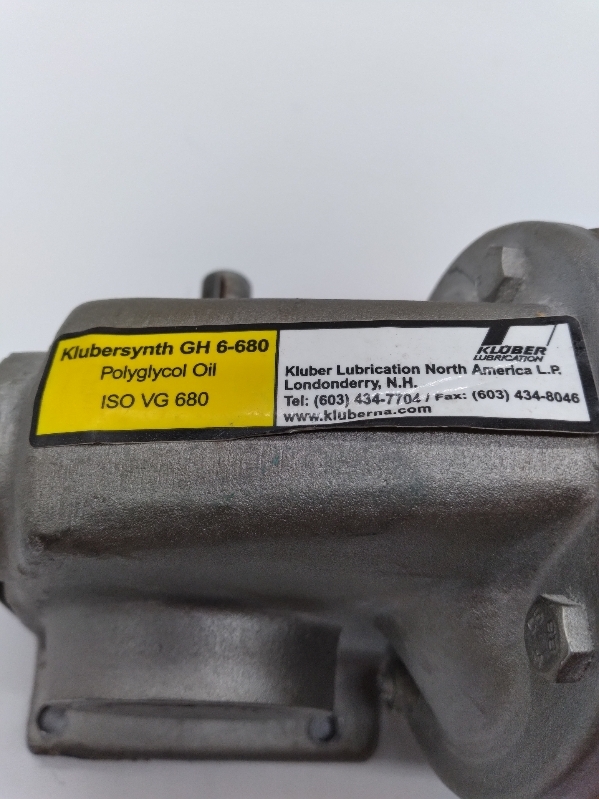 Klubersynth GH 6-680
Polyglycol Oil
ISO VG 680
KLÜBER
LUBRICATION
Kluber Lubrication North America L.P.
Londonderry, N.H.
Tel: (603) 434-7704 / Fax: (603) 434-8046
www.kluberna.com